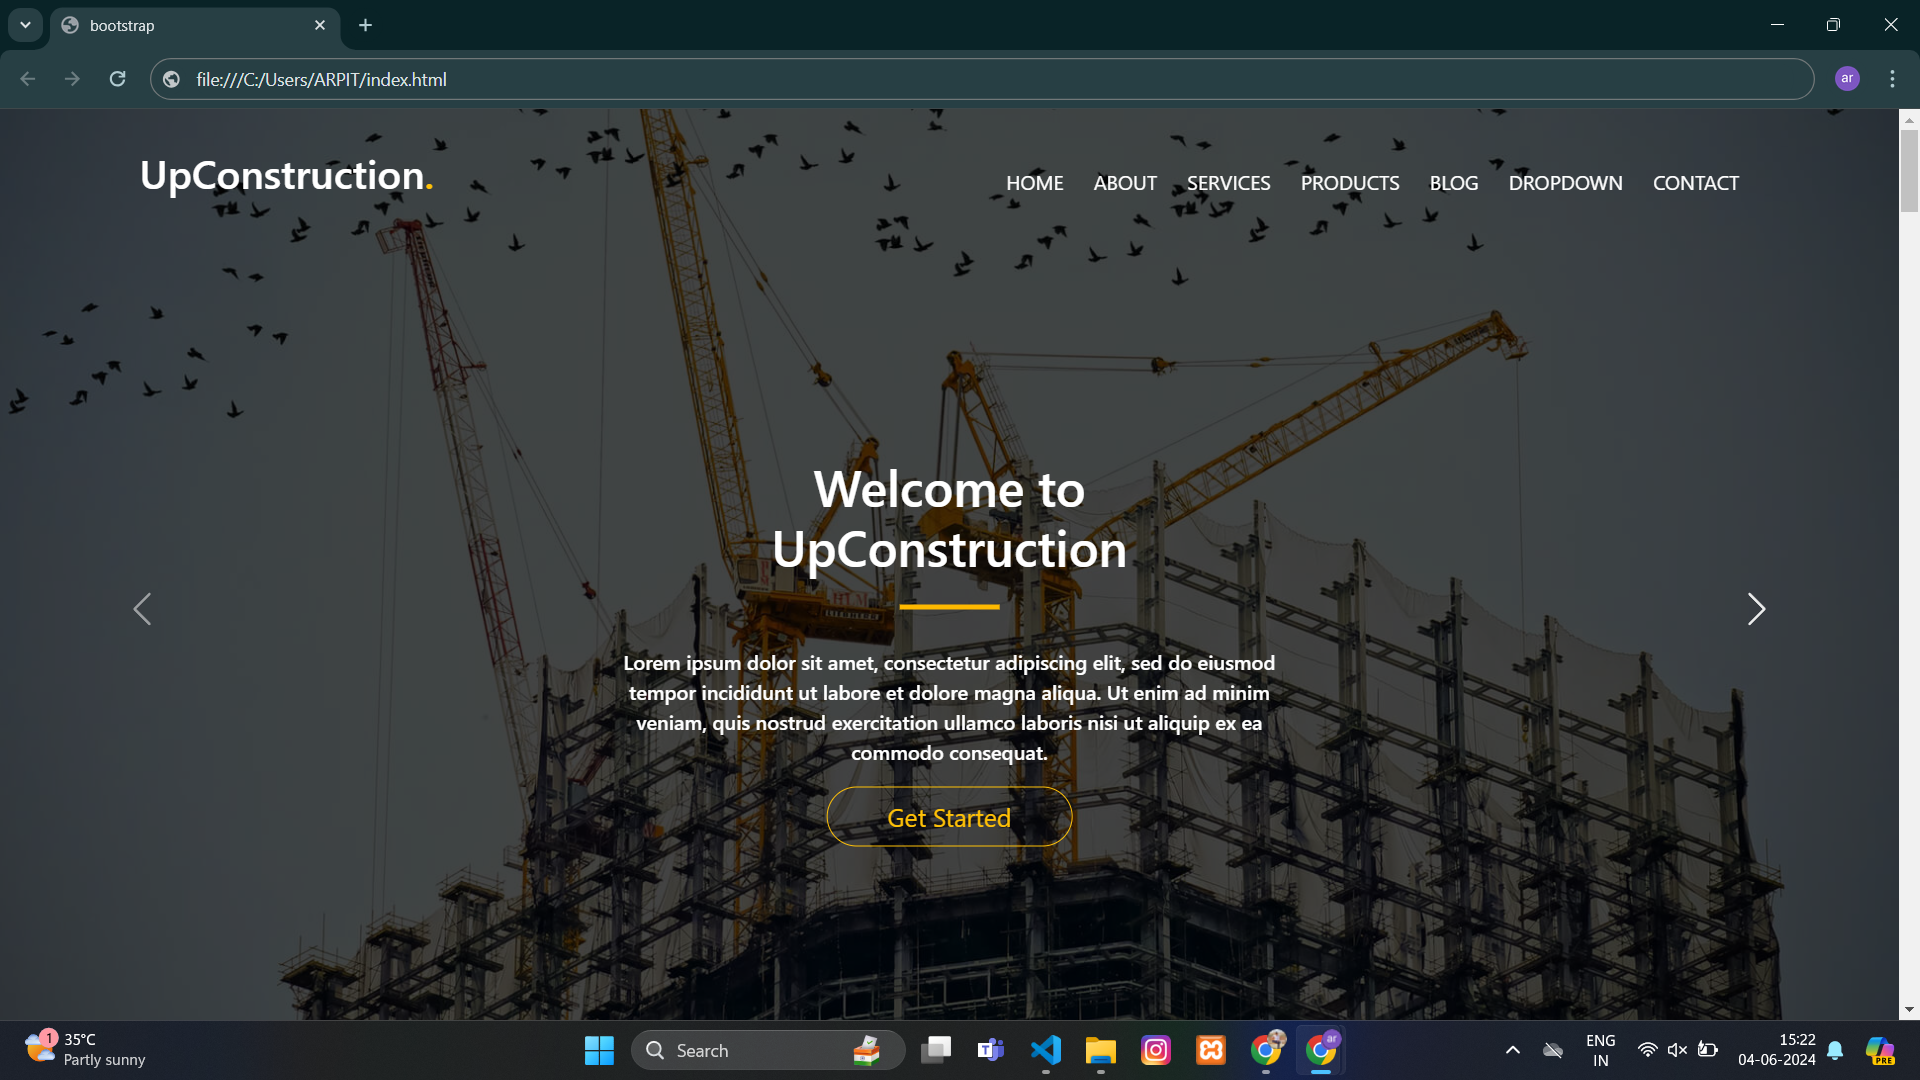 bootstrap
file:///C:/Users/ARPIT/index.html
ar
UpConstruction.
HOME ABOUT SERVICES PRODUCTS BLOG DROPDOWN CONTACT
Welcome to
UpConstruction
Lorem ipsum dolor sit amet, consectetur adipiscing elit, sed do eiusmod
tempor incididunt ut labore et dolore magna aliqua. Ut enim ad minim
veniam, quis nostrud exercitation ullamco laboris nisi ut aliquip ex ea
commodo consequat.
Get Started
1
35°C
Partly sunny
Search
ar
ENG
IN
15:22
04-06-2024
PRE